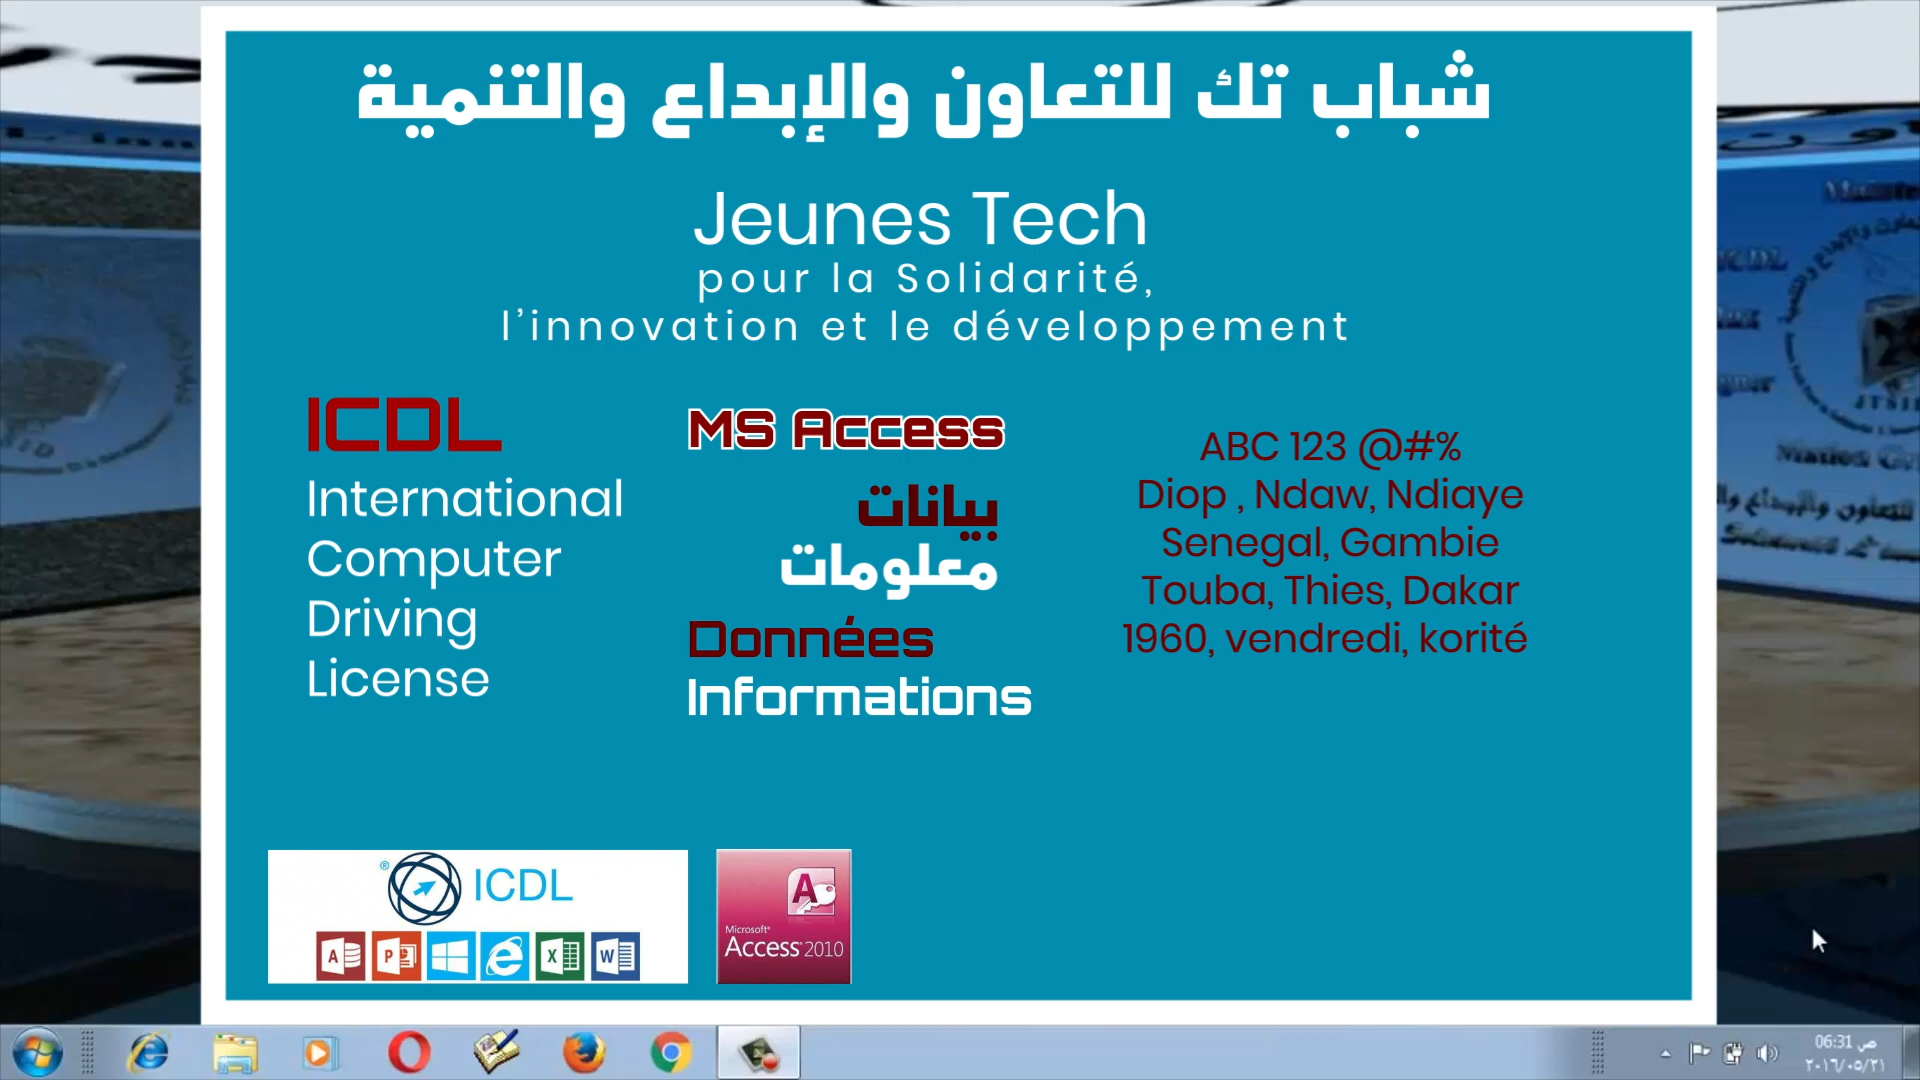 شباب تك للتعاون والإبداع والتنمية
Jeunes Tech
pour la Solidarité,
l’innovation et le développement
ICDL
International
Computer
Driving
License
MS Access
بيانات
معلومات
Données
Informations
ABC 123 @#%
Diop , Ndaw, Ndiaye
Senegal, Gambie
Touba, Thies, Dakar
1960, vendredi, korité
® ICDL
Microsoft®
Access 2010
06:31 ص
٢٠١٦/٠٥/٢١